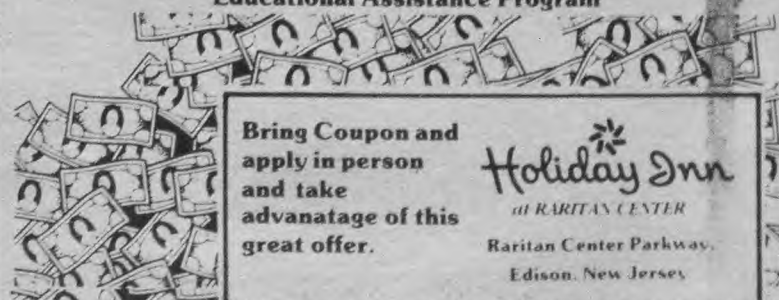 Educational Assistance Program
Bring Coupon and
apply in person
and take
advanatage of this
great offer.
Holiday Inn
at RARITAN CENTER
Raritan Center Parkway,
Edison, New Jersey